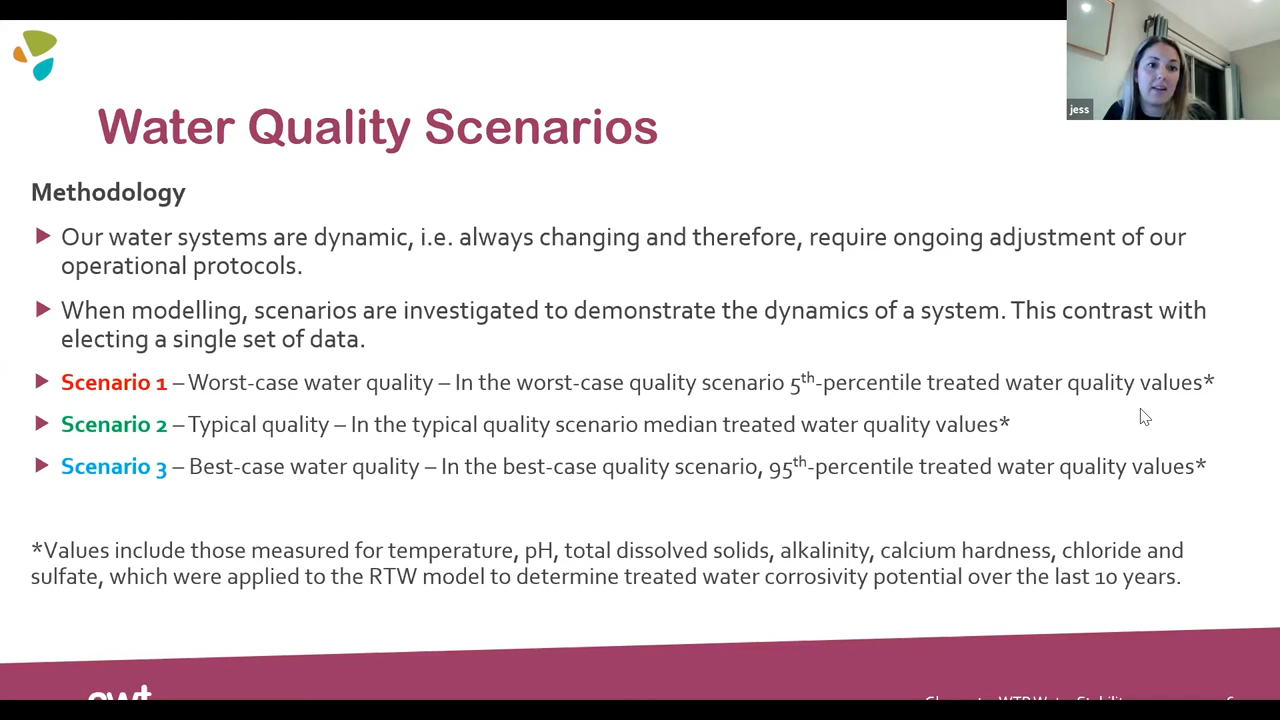 jess
Water Quality Scenarios
Methodology
Our water systems are dynamic, i.e. always changing and therefore, require ongoing adjustment of our
operational protocols.
When modelling, scenarios are investigated to demonstrate the dynamics of a system. This contrast with
electing a single set of data.
Scenario 1 – Worst-case water quality – In the worst-case quality scenario 5th-percentile treated water quality values*
Scenario 2 – Typical quality – In the typical quality scenario median treated water quality values*
Scenario 3 – Best-case water quality – In the best-case quality scenario, 95th-percentile treated water quality values*
*Values include those measured for temperature, pH, total dissolved solids, alkalinity, calcium hardness, chloride and
sulfate, which were applied to the RTW model to determine treated water corrosivity potential over the last 10 years.